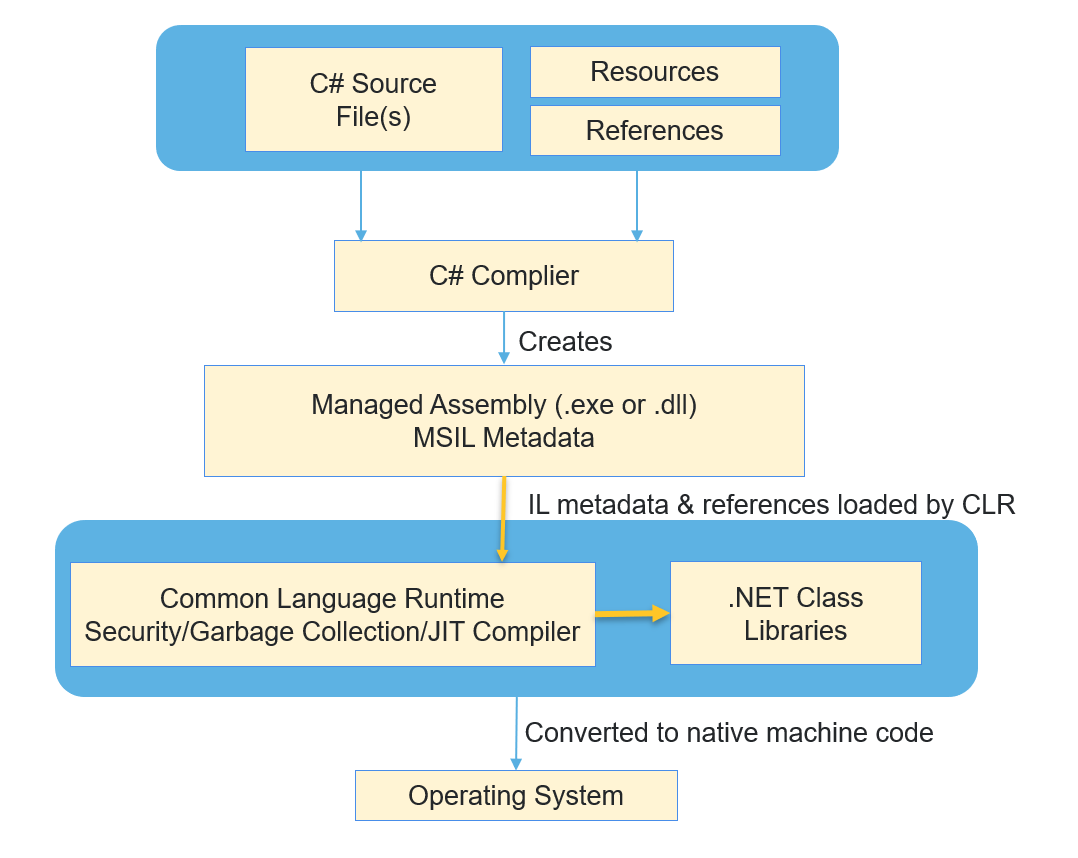 C# Source
File(s)
Resources
References
C# Complier
Creates
Managed Assembly (.exe or .dll)
MSIL Metadata
IL metadata & references loaded by CLR
Common Language Runtime
Security/Garbage Collection/JIT Compiler
.NET Class
Libraries
Converted to native machine code
Operating System